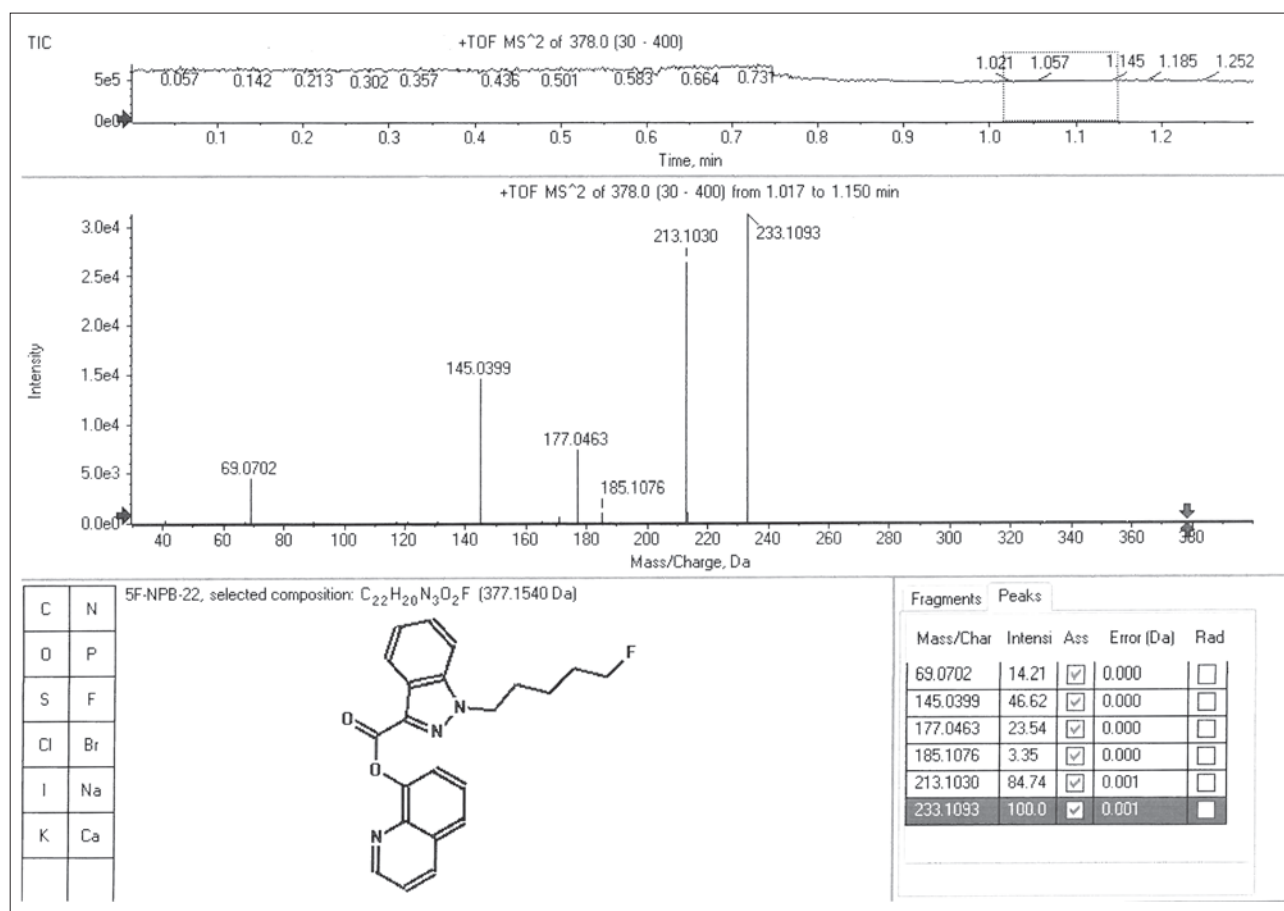 TIC
+TOF MS^2 of 378.0 (30 - 400)
5e5
0e0
0.057 0.142 0.213 0.302 0.357 0.436 0.501 0.583 0.664 0.731 1.021 1.057 1.145 1.185 1.252
0.1 0.2 0.3 0.4 0.5 0.6 0.7 0.8 0.9 1.0 1.1 1.2
Time, min
+TOF MS^2 of 378.0 (30 - 400) from 1.017 to 1.150 min
Intensity
3.0e4
2.5e4
2.0e4
1.5e4
1.0e4
5.0e3
0.0e0
213.1030
233.1093
145.0399
177.0463
69.0702
185.1076
40 60 80 100 120 140 160 180 200 220 240 260 280 300 320 340 360 380
Mass/Charge, Da
C N
O P
S F
Cl Br
I Na
K Ca
5F-NPB-22, selected composition: C₂₂H₂₀N₃O₂F (377.1540 Da)
F
N
N
O
O
N
Fragments Peaks
Mass/Char Intensi Ass Error (Da) Rad
69.0702 14.21 0.000
145.0399 46.62 0.000
177.0463 23.54 0.000
185.1076 3.35 0.000
213.1030 84.74 0.001
233.1093 100.0 0.001